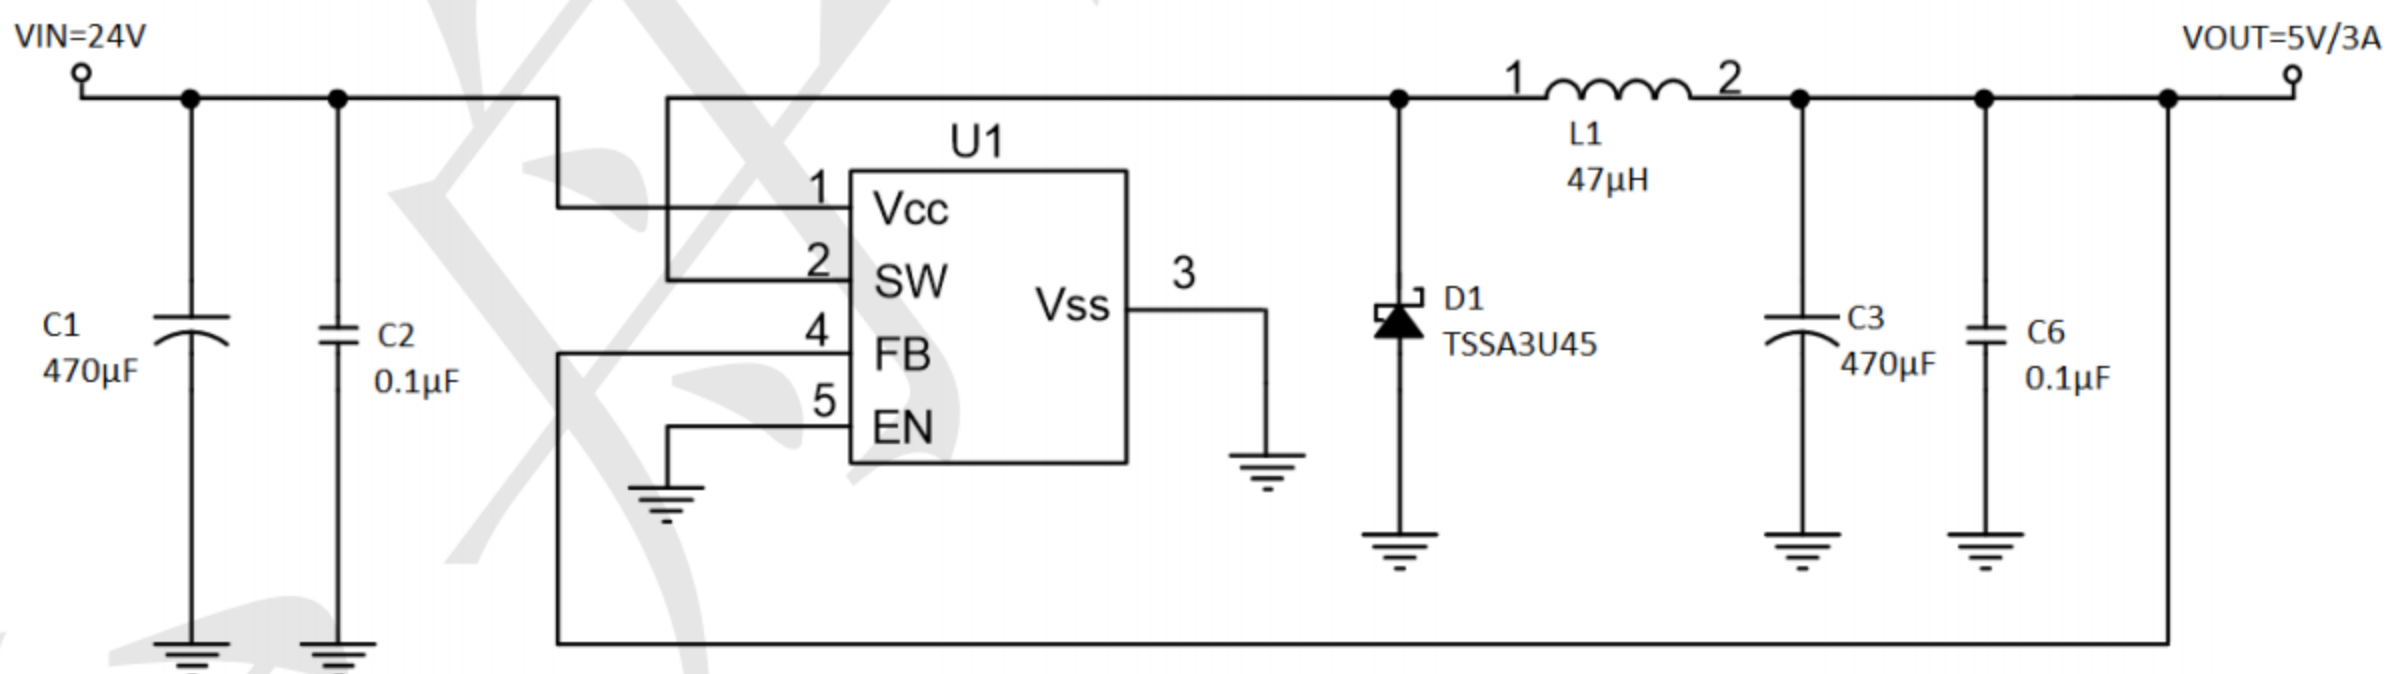 VIN=24V
VOUT=5V/3A
1
2
L1
47µH
U1
1
Vcc
2
SW
4
FB
5
EN
Vss
3
C1
470µF
C2
0.1µF
D1
TSSA3U45
C3
470µF
C6
0.1µF